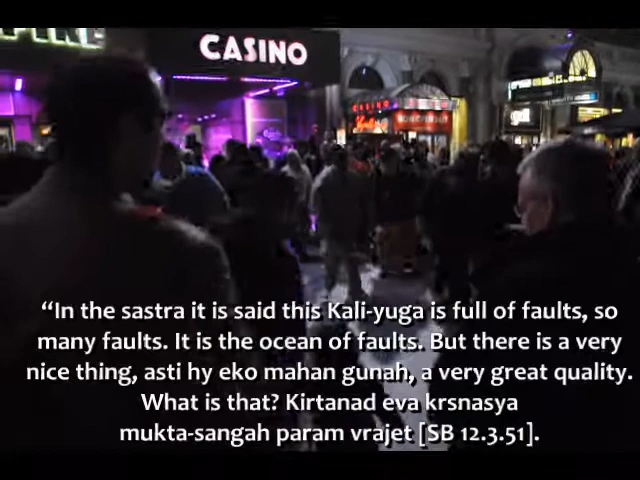 PIRE
CASINO
CASINO
“In the sastra it is said this Kali-yuga is full of faults, so
many faults. It is the ocean of faults. But there is a very
nice thing, asti hy eko mahan gunah, a very great quality.
What is that? Kirtanad eva krsnasya
mukta-sangah param vrajet [SB 12.3.51].